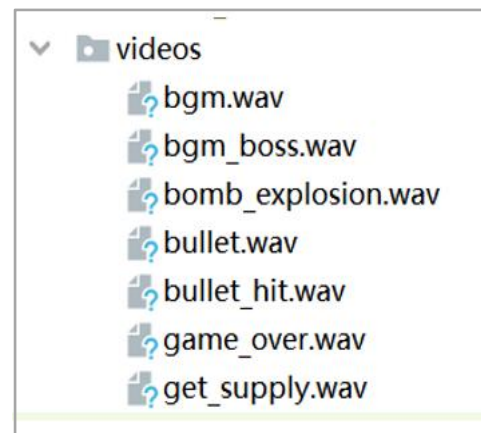 videos
bgm.wav
bgm_boss.wav
bomb_explosion.wav
bullet.wav
bullet_hit.wav
game_over.wav
get_supply.wav